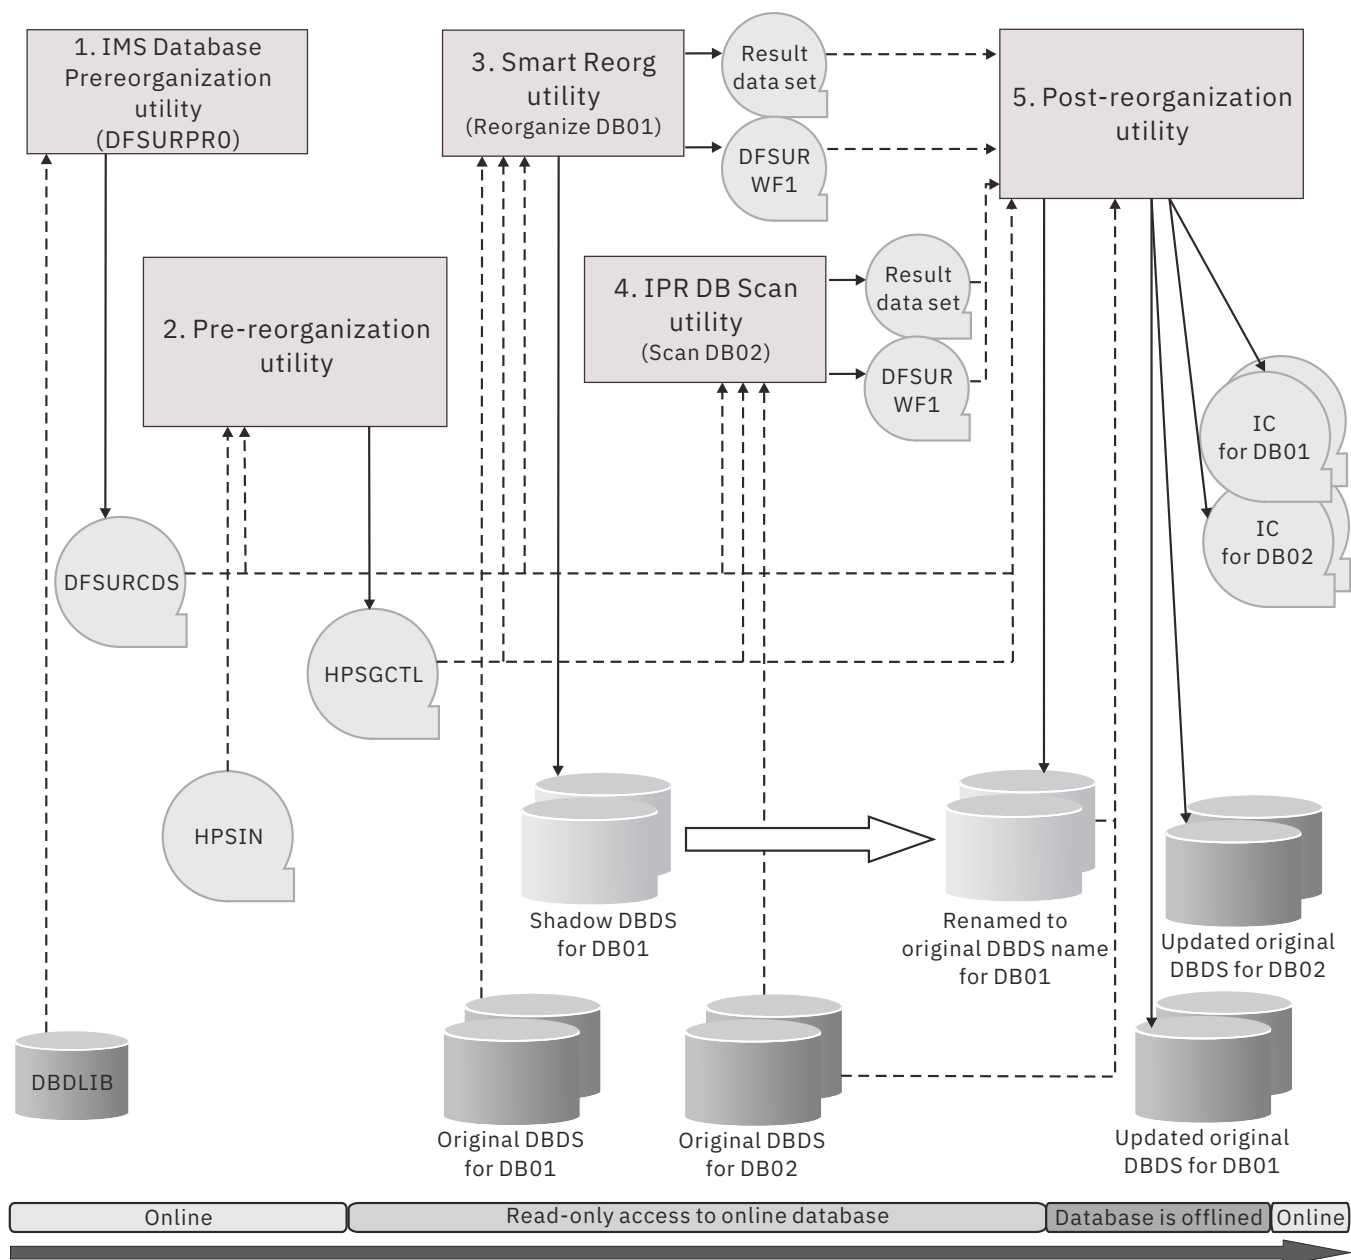 1. IMS Database
Prereorganization
utility
(DFSURPR0)
3. Smart Reorg
utility
(Reorganize DB01)
Result
data set
DFSUR
WF1
5. Post-reorganization
utility
2. Pre-reorganization
utility
4. IPR DB Scan
utility
(Scan DB02)
Result
data set
DFSUR
WF1
IC
for DB01
IC
for DB02
DFSURCDS
HPSGCTL
HPSIN
Shadow DBDS
for DB01
Renamed to
original DBDS name
for DB01
Updated original
DBDS for DB02
DBDLIB
Original DBDS
for DB01
Original DBDS
for DB02
Updated original
DBDS for DB01
Online
Read-only access to online database
Database is offlined
Online